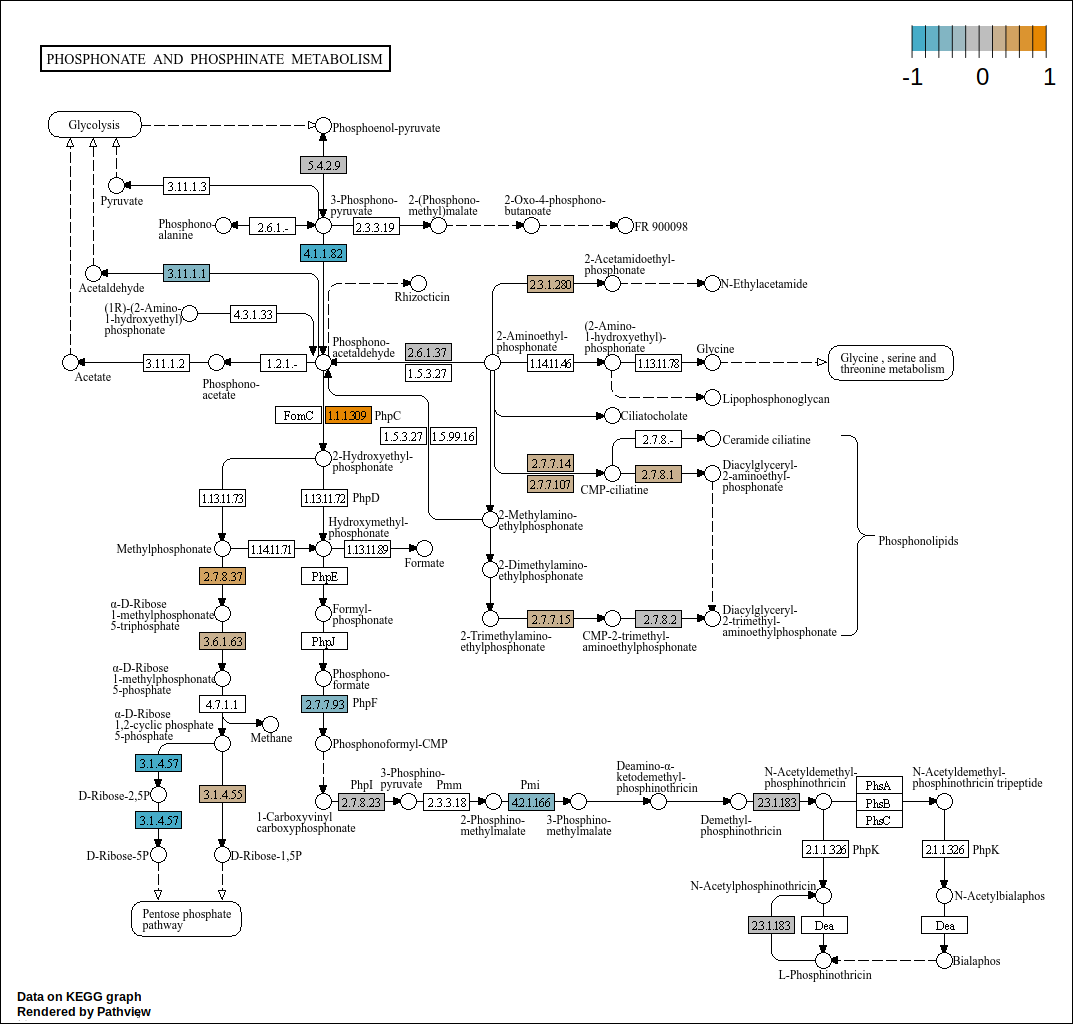 PHOSPHONATE AND PHOSPHINATE METABOLISM
-1 0 1
Glycolysis
Phosphoenol-pyruvate
5.4.2.9
3.11.1.3
Pyruvate
3-Phosphono-
pyruvate
2-(Phosphono-
methyl)malate
2-Oxo-4-phosphono-
butanoate
Phosphono-
alanine
2.6.1.-
2.3.3.19
FR 900098
4.1.1.82
3.11.1.1
Acetaldehyde
Rhizocticin
2-Acetamidoethyl-
phosphonate
2.3.1.280
N-Ethylacetamide
(1R)-(2-Amino-
1-hydroxyethyl)
phosphonate
4.3.1.33
Phosphono-
acetaldehyde
2.6.1.37
1.5.3.27
2-Aminoethyl-
phosphonate
(2-Amino-
1-hydroxyethyl)-
phosphonate
Glycine
1.14.11.46
1.13.11.78
Glycine , serine and
threonine metabolism
3.11.1.2
1.2.1.-
Acetate
Phosphono-
acetate
Lipophosphonoglycan
FomC
1.1.1.309
PhpC
Ciliatocholate
1.5.3.27
1.5.99.16
2.7.8.-
Ceramide ciliatine
2-Hydroxyethyl-
phosphonate
2.7.7.14
2.7.7.107
CMP-ciliatine
2.7.8.1
Diacylglyceryl-
2-aminoethyl-
phosphonate
1.13.11.73
1.13.11.72
PhpD
2-Methylamino-
ethylphosphonate
Hydroxymethyl-
phosphonate
Phosphonolipids
Methylphosphonate
1.14.11.71
1.13.11.89
Formate
2.7.8.37
PhpE
2-Dimethylamino-
ethylphosphonate
α-D-Ribose
1-methylphosphonate
5-triphosphate
Formyl-
phosphonate
2.7.7.15
2.7.8.2
Diacylglyceryl-
2-trimethyl-
aminoethylphosphonate
2-Trimethylamino-
ethylphosphonate
CMP-2-trimethyl-
aminoethylphosphonate
3.6.1.63
PhpJ
α-D-Ribose
1-methylphosphonate
5-phosphate
Phosphono-
formate
4.7.1.1
2.7.7.93
PhpF
α-D-Ribose
1,2-cyclic phosphate
5-phosphate
Methane
Phosphonoformyl-CMP
3.1.4.57
D-Ribose-2,5P
3.1.4.55
3.1.4.57
D-Ribose-5P
D-Ribose-1,5P
Pentose phosphate
pathway
PhpI
2.7.8.23
3-Phosphino-
pyruvate
Pmm
2.3.3.18
Pmi
4.2.1.166
1-Carboxyvinyl
carboxyphosphonate
2-Phosphino-
methylmalate
3-Phosphino-
methylmalate
Deamino-α-
ketodemethyl-
phosphinothricin
Demethyl-
phosphinothricin
2.3.1.183
N-Acetyldemethyl-
phosphinothricin
PhsA
PhsB
PhsC
N-Acetyldemethyl-
phosphinothricin tripeptide
2.1.1.326
PhpK
2.1.1.326
PhpK
N-Acetylphosphinothricin
N-Acetylbialaphos
2.3.1.183
Dea
Dea
L-Phosphinothricin
Bialaphos
Data on KEGG graph
Rendered by Pathview